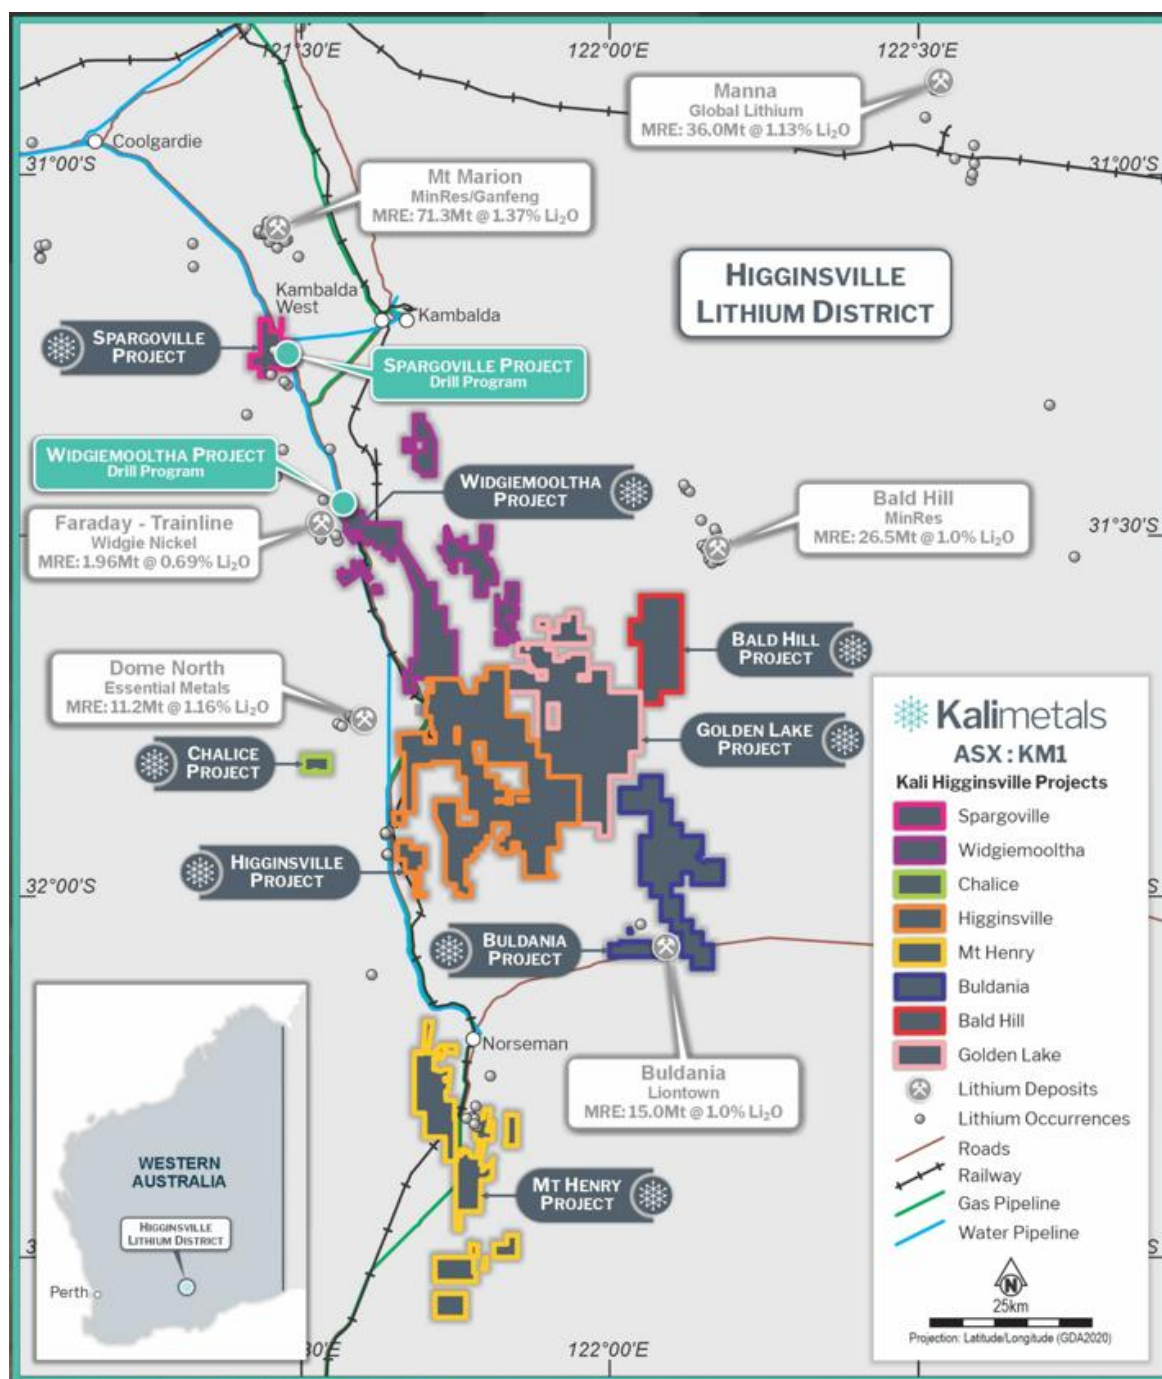 121°30'E
122°00'E
122°30'E
Manna
Global Lithium
MRE: 36.0Mt @ 1.13% Li₂O
Coolgardie
31°00'S
31°00'S
Mt Marion
MinRes/Ganfeng
MRE: 71.3Mt @ 1.37% Li₂O
HIGGINSVILLE
LITHIUM DISTRICT
Kambalda
West
Kambalda
SPARGOVILLE
PROJECT
SPARGOVILLE PROJECT
Drill Program
WIDGIEMOOLTHA PROJECT
Drill Program
WIDGIEMOOLTHA
PROJECT
Faraday - Trainline
Widgie Nickel
MRE: 1.96Mt @ 0.69% Li₂O
Bald Hill
MinRes
MRE: 26.5Mt @ 1.0% Li₂O
31°30'S
BALD HILL
PROJECT
Dome North
Essential Metals
MRE: 11.2Mt @ 1.16% Li₂O
GOLDEN LAKE
PROJECT
CHALICE
PROJECT
HIGGINSVILLE
PROJECT
32°00'S
S
BULDANIA
PROJECT
Norseman
Buldania
Liontown
MRE: 15.0Mt @ 1.0% Li₂O
MT HENRY
PROJECT
3
S
30'E
122°00'E
WESTERN
AUSTRALIA
HIGGINSVILLE
LITHIUM DISTRICT
Perth
Kalimetals
ASX : KM1
Kali Higginsville Projects
Spargoville
Widgiemooltha
Chalice
Higginsville
Mt Henry
Buldania
Bald Hill
Golden Lake
Lithium Deposits
Lithium Occurrences
Roads
Railway
Gas Pipeline
Water Pipeline
N
25km
Projection: Latitude/Longitude (GDA2020)